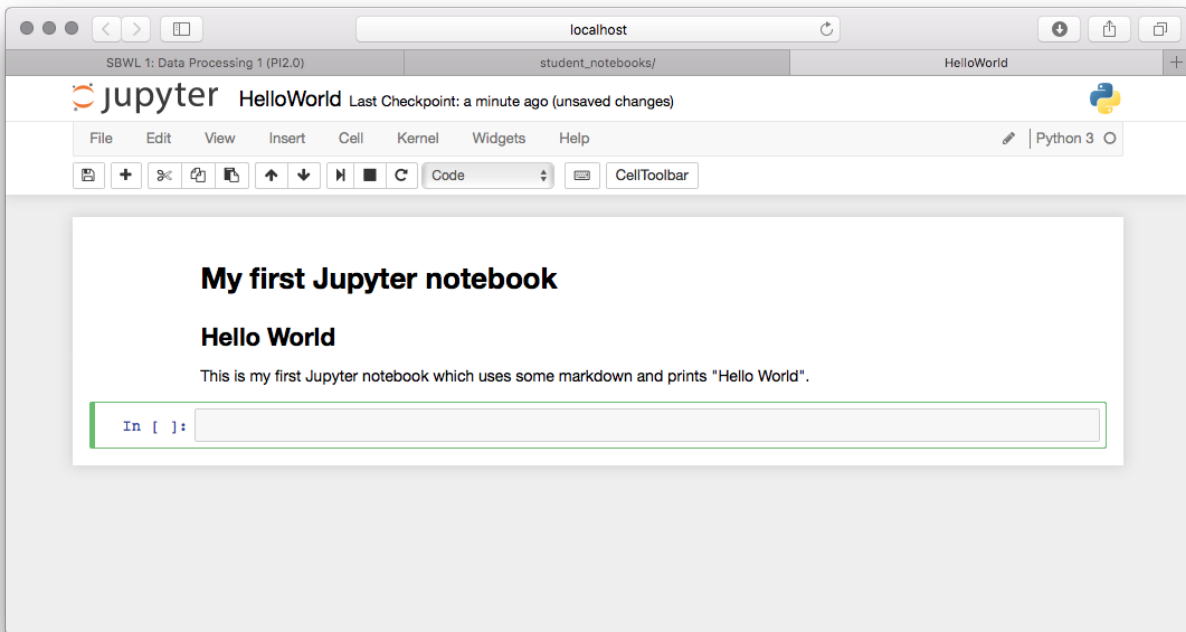 localhost
SBWL 1: Data Processing 1 (PI2.0)
student_notebooks/
HelloWorld
jupyter HelloWorld Last Checkpoint: a minute ago (unsaved changes)
File Edit View Insert Cell Kernel Widgets Help Python 3
Code CellToolbar
My first Jupyter notebook
Hello World
This is my first Jupyter notebook which uses some markdown and prints "Hello World".
In [ ]: